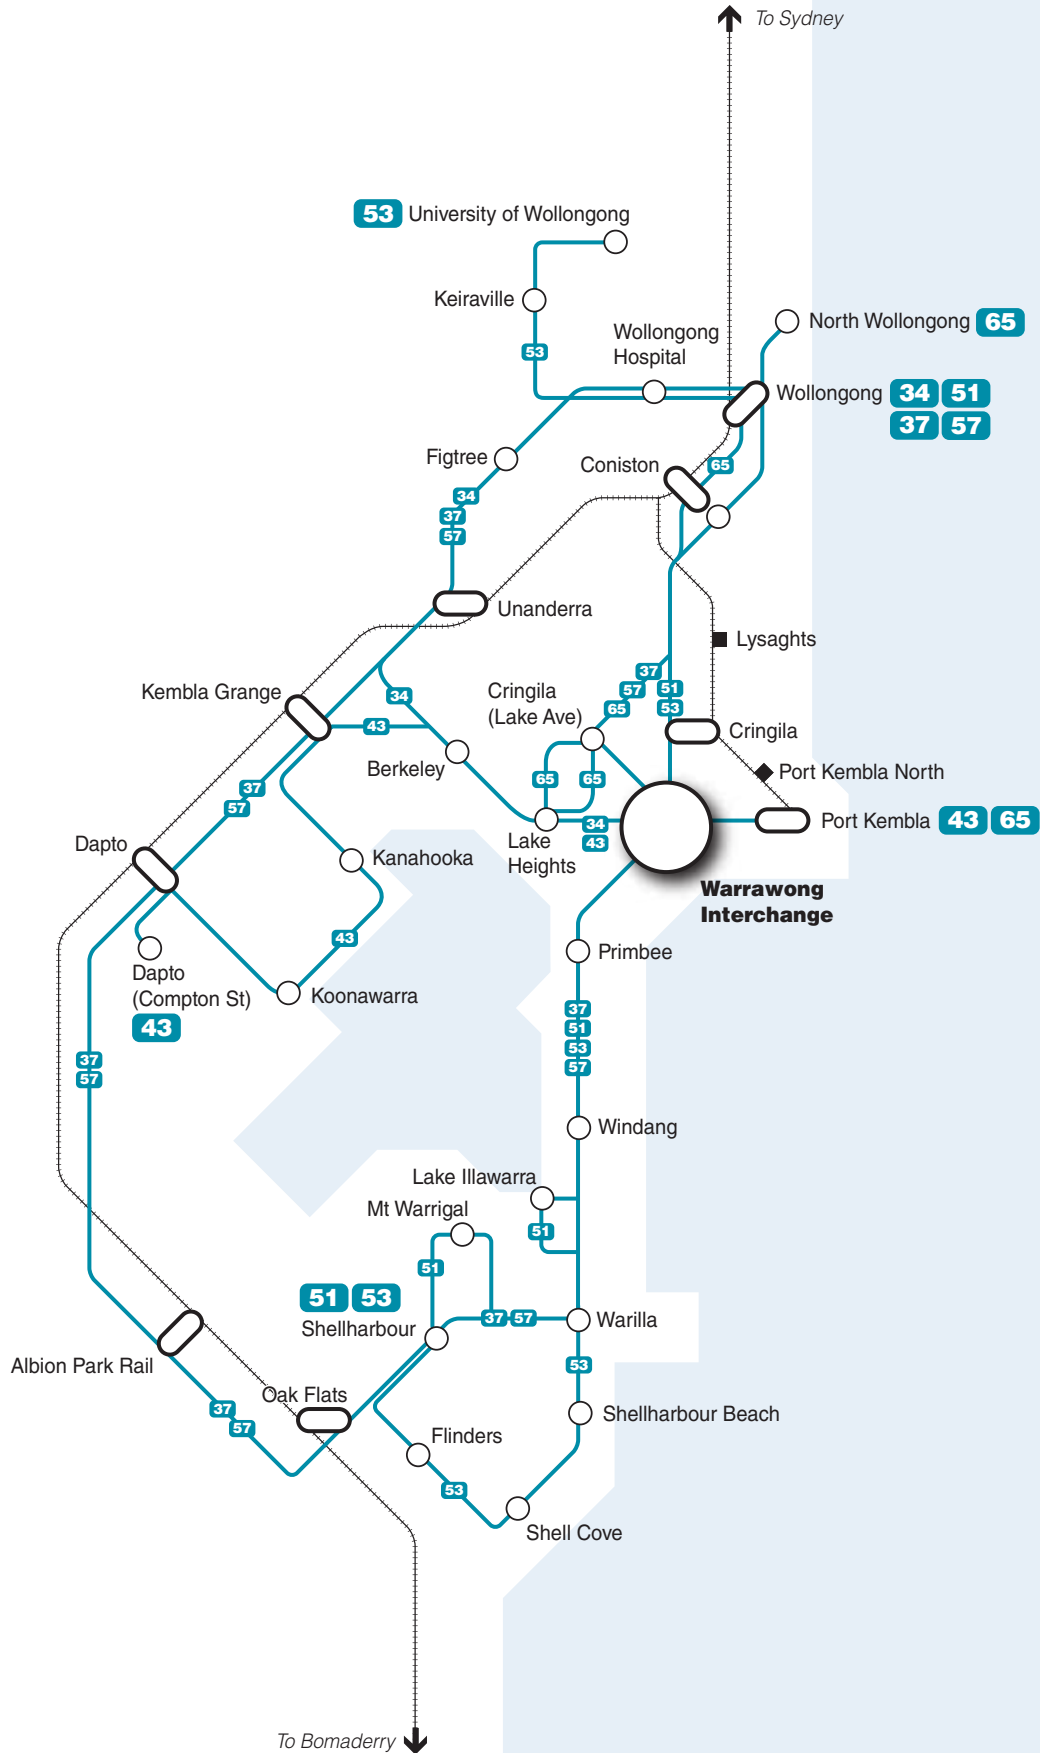 To Sydney
53 University of Wollongong
Keiraville
North Wollongong 65
Wollongong
Hospital
53
Wollongong 34 51
37 57
Figtree
Coniston
65
34
37
57
Unanderra
Lysaghts
Kembla Grange
34
37
57
65
51
53
Cringila
(Lake Ave)
43
Cringila
Berkeley
Port Kembla North
65
65
37
57
Port Kembla 43 65
34
43
Lake
Heights
Dapto
Kanahooka
Warrawong
Interchange
43
Primbee
Dapto
(Compton St)
43
Koonawarra
37
51
53
57
37
57
Windang
Lake Illawarra
Mt Warrigal
51
51
51 53
Shellharbour
37 57
Warilla
Albion Park Rail
53
Oak Flats
37
57
Shellharbour Beach
Flinders
53
Shell Cove
To Bomaderry